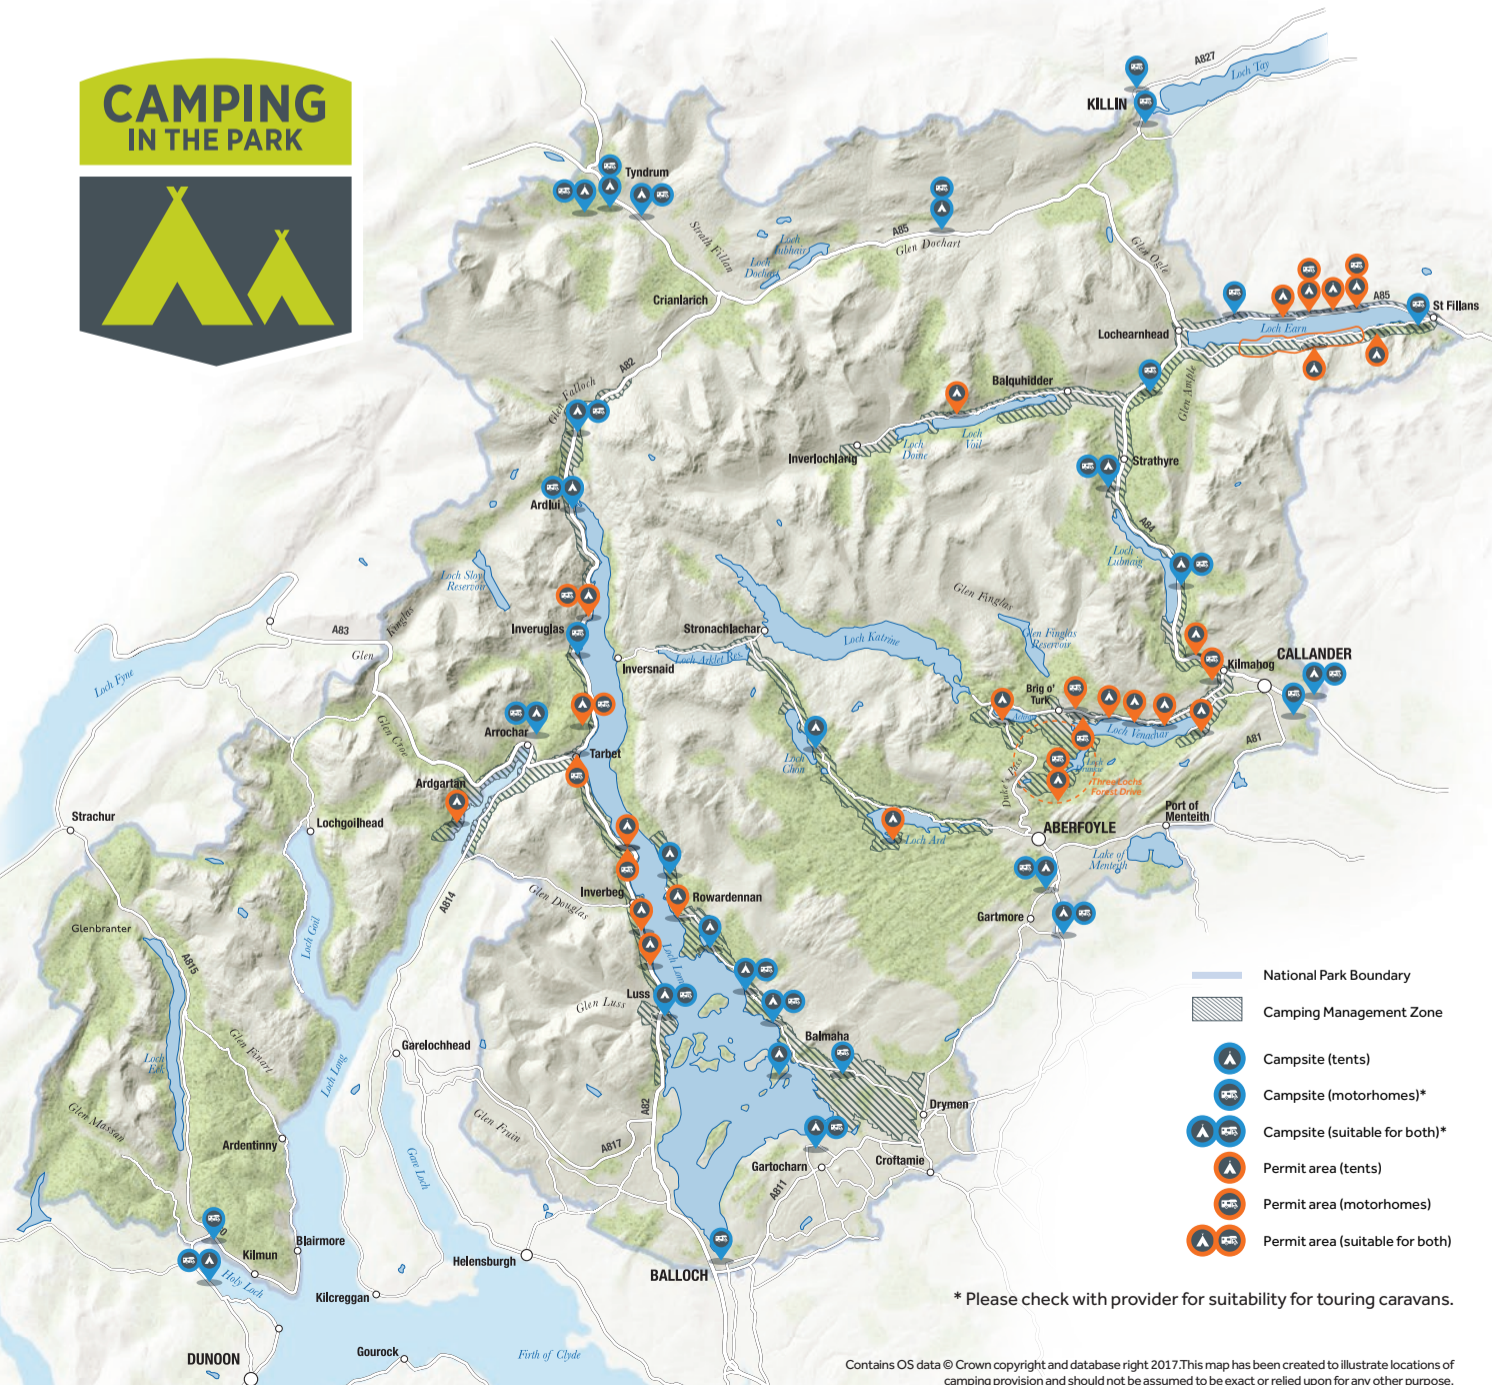 CAMPING
IN THE PARK
A827
Loch Tay
KILLIN
Tyndrum
Strath Fillan
Loch
Iubhair
Loch
Dochart
A85
Glen Dochart
Glen Ogle
Crianlarich
A85
St Fillans
Loch Earn
Lochearnhead
A82
Glen Falloch
Balquhidder
Glen Ample
Loch
Voil
Loch
Doine
Inverlochlarig
Strathyre
Ardlui
A84
Loch
Lubnaig
Loch Sloy
Reservoir
Glen Finglas
Glen Finglas
Reservoir
A83
Glen
Kinglas
Inveruglas
Stronachlachar
Loch Katrine
Loch Arklet Res.
Inversnaid
Kilmahog
CALLANDER
Loch Fyne
Brig o'
Turk
Loch Venachar
A81
Glen Croe
Arrochar
Tarbet
Loch
Chon
Duke's Pass
Three Lochs
Forest Drive
Ardgartan
Strachur
Lochgoilhead
Port of
Menteith
ABERFOYLE
Loch Ard
Lake of
Menteith
Inverbeg
Rowardennan
Glen Douglas
A814
Gartmore
Glenbranter
Loch Goil
A815
Loch Lomond
Luss
Glen Luss
Glen Finart
Loch
Eck
Garelochhead
Balmaha
Loch Long
Glen Massan
Glen Fruin
A82
Drymen
Ardentinny
A817
Gare Loch
Gartocharn
Croftamie
A811
Blairmore
Kilmun
Holy Loch
Helensburgh
BALLOCH
Kilcreggan
Gourock
Firth of Clyde
DUNOON
National Park Boundary
Camping Management Zone
Campsite (tents)
Campsite (motorhomes)*
Campsite (suitable for both)*
Permit area (tents)
Permit area (motorhomes)
Permit area (suitable for both)
* Please check with provider for suitability for touring caravans.
Contains OS data © Crown copyright and database right 2017.This map has been created to illustrate locations of
camping provision and should not be assumed to be exact or relied upon for any other purpose.